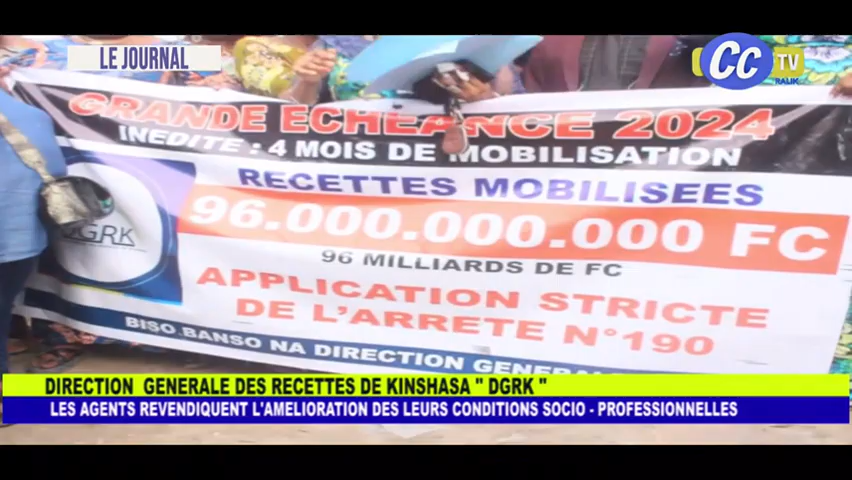 LE JOURNAL
CC TV
RALIK
GRANDE ECHEANCE 2024
INEDITE : 4 MOIS DE MOBILISATION
RECETTES MOBILISEES
96.000.000.000 FC
96 MILLIARDS DE FC
DGRK
APPLICATION STRICTE
DE L'ARRETE N°190
BISO BANSO NA DIRECTION GENERAL
DIRECTION GENERALE DES RECETTES DE KINSHASA " DGRK "
LES AGENTS REVENDIQUENT L'AMELIORATION DES LEURS CONDITIONS SOCIO - PROFESSIONNELLES